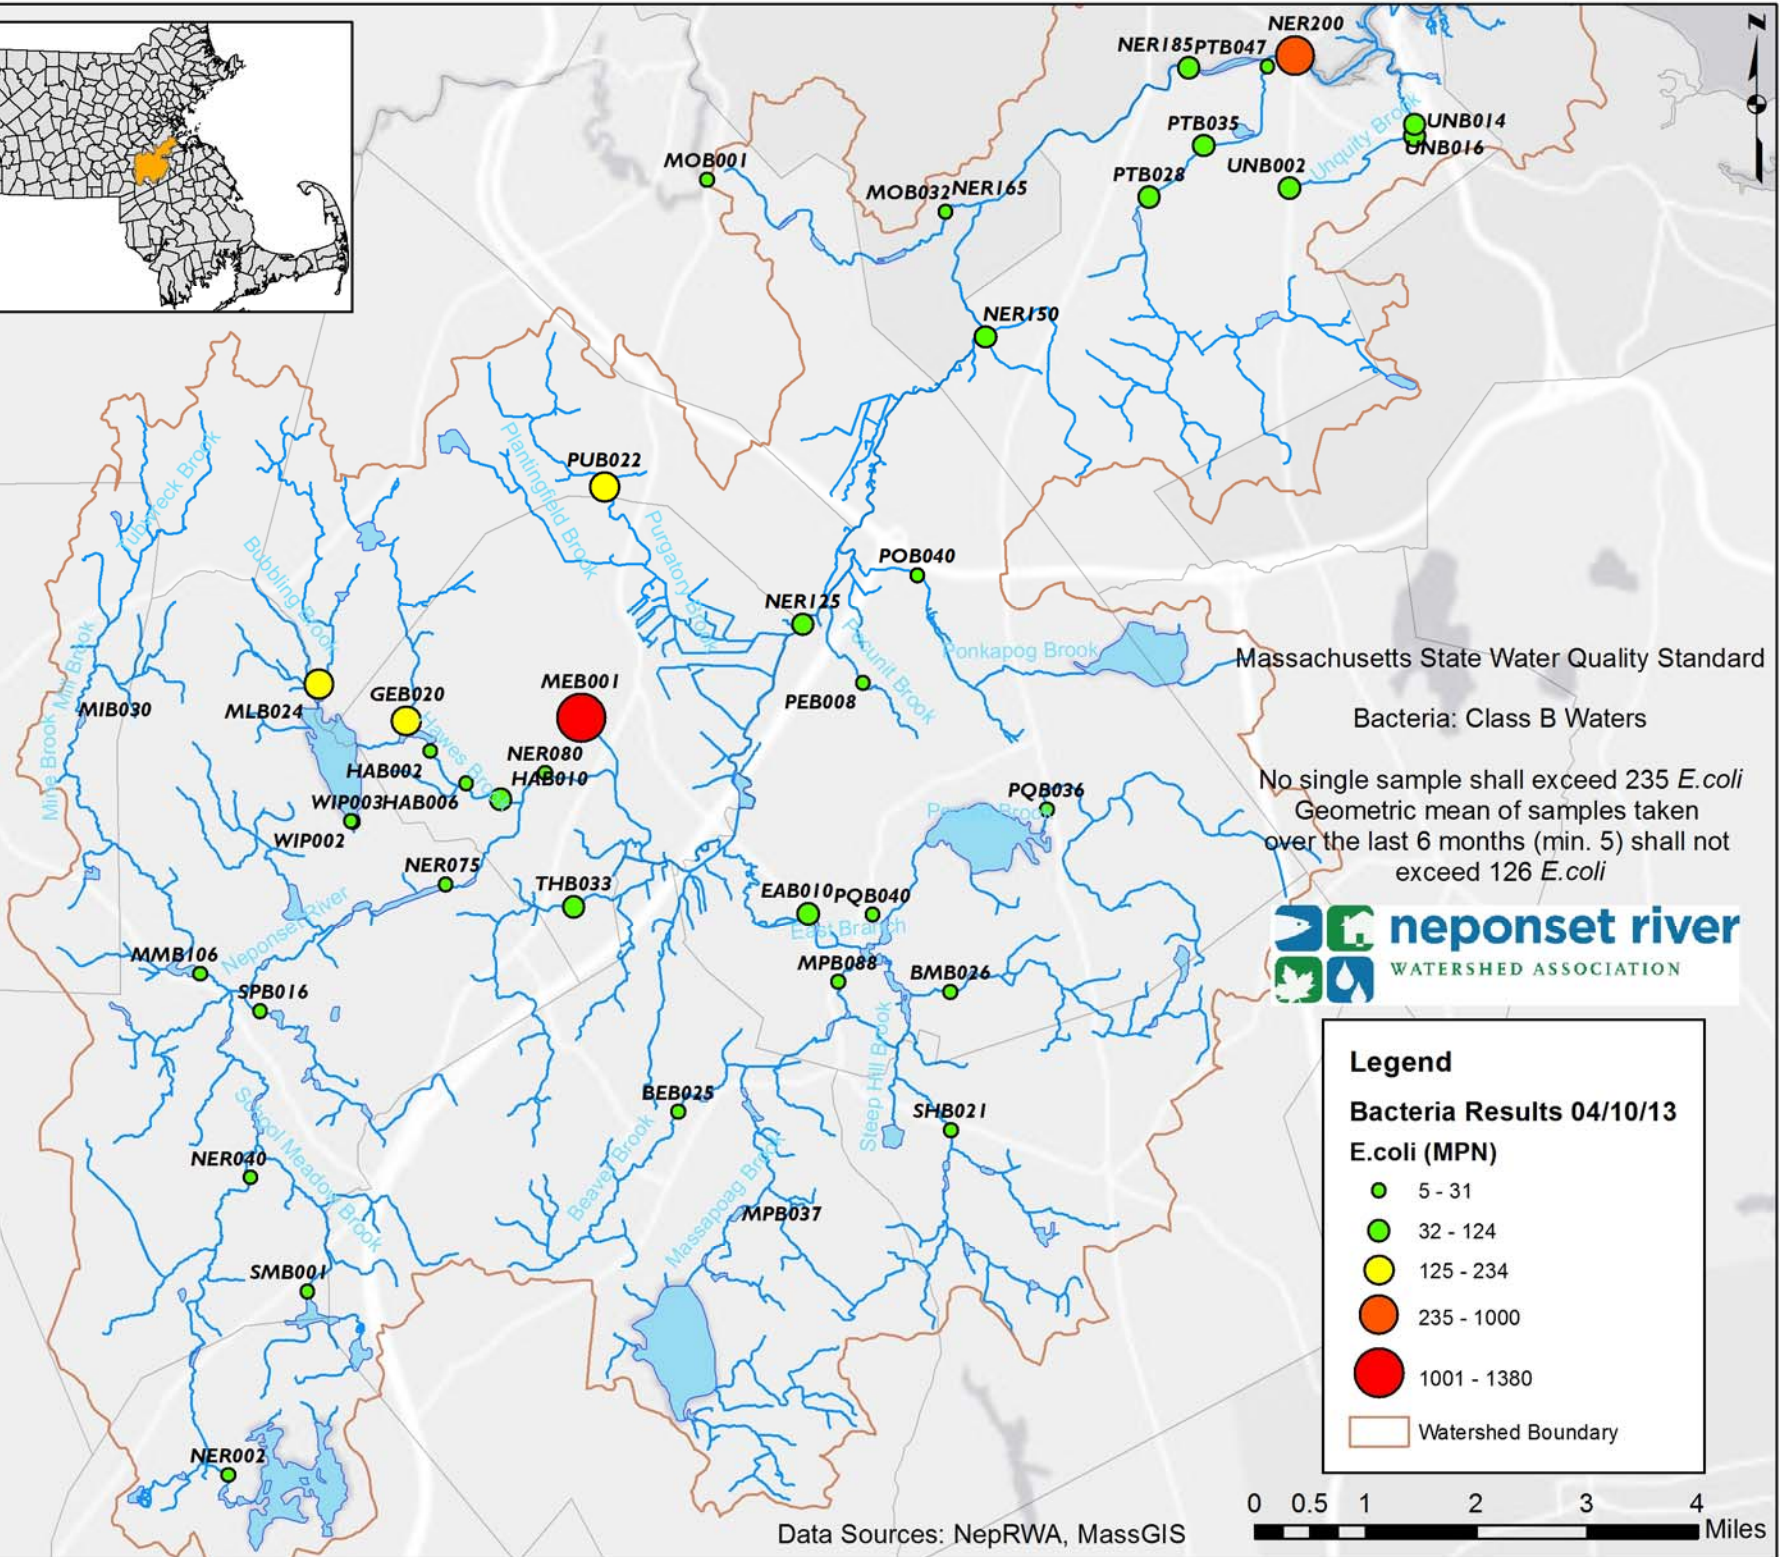 NER200
NER185
PTB047
N
UNB014
UNB016
Unquity Brook
PTB035
UNB002
PTB028
MOB001
MOB032
NER165
NER150
PUB022
Plantingfield Brook
Tubwreck Brook
Purgatory Brook
Bubbling Brook
POB040
NER125
Pecunit Brook
Ponkapog Brook
PEB008
Mill Brook
MIB030
Mine Brook
MLB024
GEB020
Hawes Brook
MEB001
NER080
HAB010
HAB002
WIP003
HAB006
WIP002
NER075
THB033
PQB036
EAB010
PQB040
East Branch
Neponset River
MMB106
SPB016
MPB088
BMB026
Steep Hill Brook
School Meadow Brook
BEB025
SHB021
Beaver Brook
Massapoag Brook
NER040
MPB037
SMB001
NER002
Massachusetts State Water Quality Standard
Bacteria: Class B Waters
No single sample shall exceed 235 E.coli
Geometric mean of samples taken
over the last 6 months (min. 5) shall not
exceed 126 E.coli
neponset river
WATERSHED ASSOCIATION
Legend
Bacteria Results 04/10/13
E.coli (MPN)
5 - 31
32 - 124
125 - 234
235 - 1000
1001 - 1380
Watershed Boundary
0 0.5 1 2 3 4
Miles
Data Sources: NepRWA, MassGIS